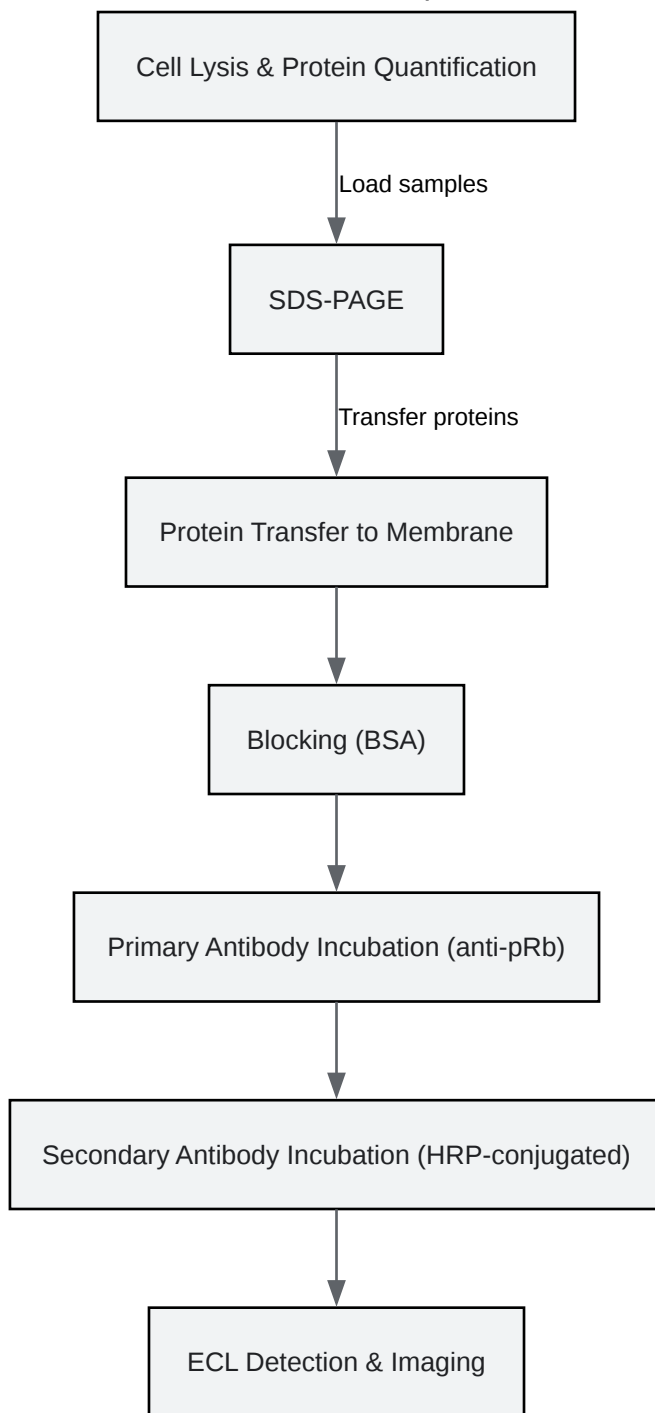 Cell Lysis & Protein Quantification
Load samples
SDS-PAGE
Transfer proteins
Protein Transfer to Membrane
Blocking (BSA)
Primary Antibody Incubation (anti-pRb)
Secondary Antibody Incubation (HRP-conjugated)
ECL Detection & Imaging